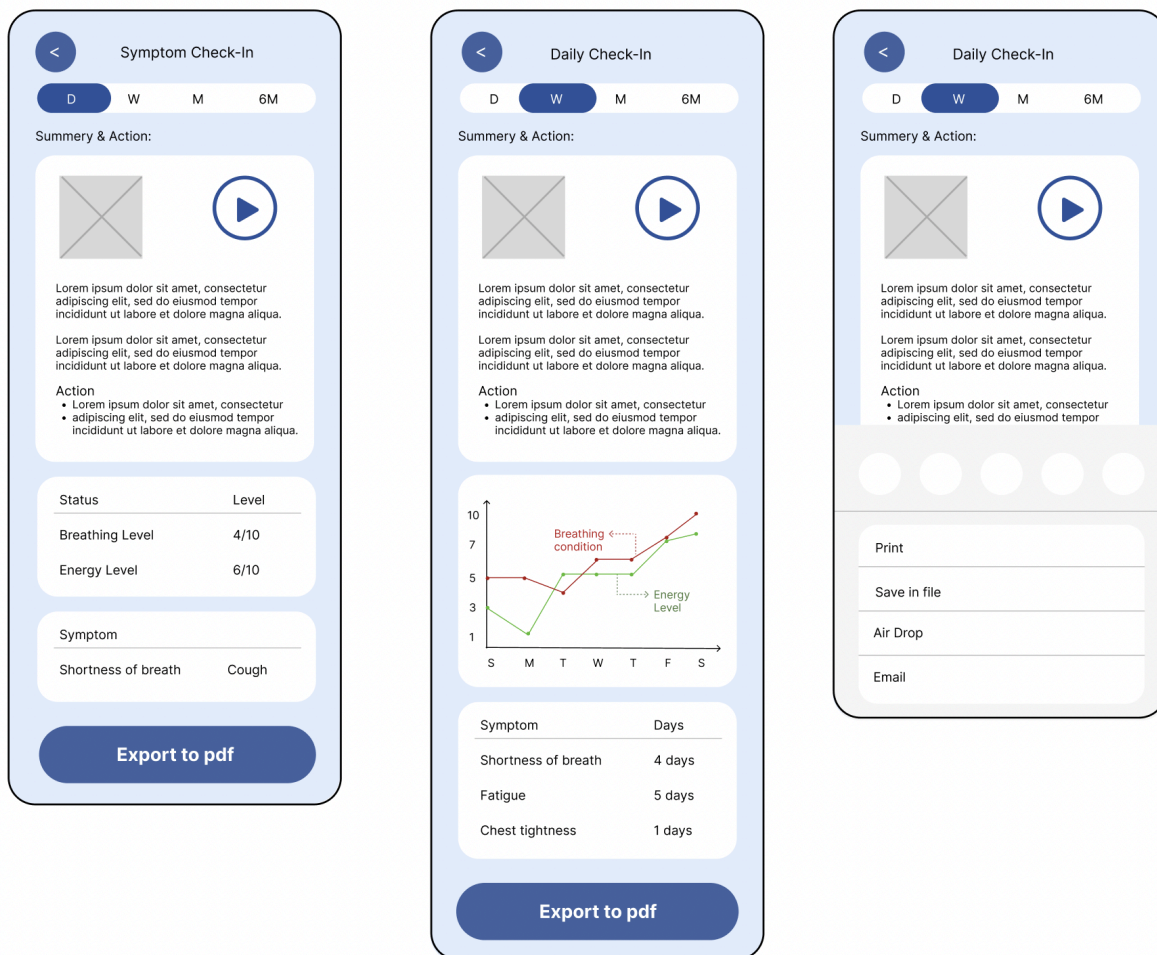 < Symptom Check-In
D W M 6M
Summery & Action:
Lorem ipsum dolor sit amet, consectetur
adipiscing elit, sed do eiusmod tempor
incididunt ut labore et dolore magna aliqua.
Lorem ipsum dolor sit amet, consectetur
adipiscing elit, sed do eiusmod tempor
incididunt ut labore et dolore magna aliqua.
Action
• Lorem ipsum dolor sit amet, consectetur
• adipiscing elit, sed do eiusmod tempor
incididunt ut labore et dolore magna aliqua.
Status Level
Breathing Level 4/10
Energy Level 6/10
Symptom
Shortness of breath Cough
Export to pdf
< Daily Check-In
D W M 6M
Summery & Action:
Lorem ipsum dolor sit amet, consectetur
adipiscing elit, sed do eiusmod tempor
incididunt ut labore et dolore magna aliqua.
Lorem ipsum dolor sit amet, consectetur
adipiscing elit, sed do eiusmod tempor
incididunt ut labore et dolore magna aliqua.
Action
• Lorem ipsum dolor sit amet, consectetur
• adipiscing elit, sed do eiusmod tempor
incididunt ut labore et dolore magna aliqua.
10
7
5
3
1
Breathing
condition
Energy
Level
S M T W T F S
Symptom Days
Shortness of breath 4 days
Fatigue 5 days
Chest tightness 1 days
Export to pdf
< Daily Check-In
D W M 6M
Summery & Action:
Lorem ipsum dolor sit amet, consectetur
adipiscing elit, sed do eiusmod tempor
incididunt ut labore et dolore magna aliqua.
Lorem ipsum dolor sit amet, consectetur
adipiscing elit, sed do eiusmod tempor
incididunt ut labore et dolore magna aliqua.
Action
• Lorem ipsum dolor sit amet, consectetur
• adipiscing elit, sed do eiusmod tempor
Print
Save in file
Air Drop
Email